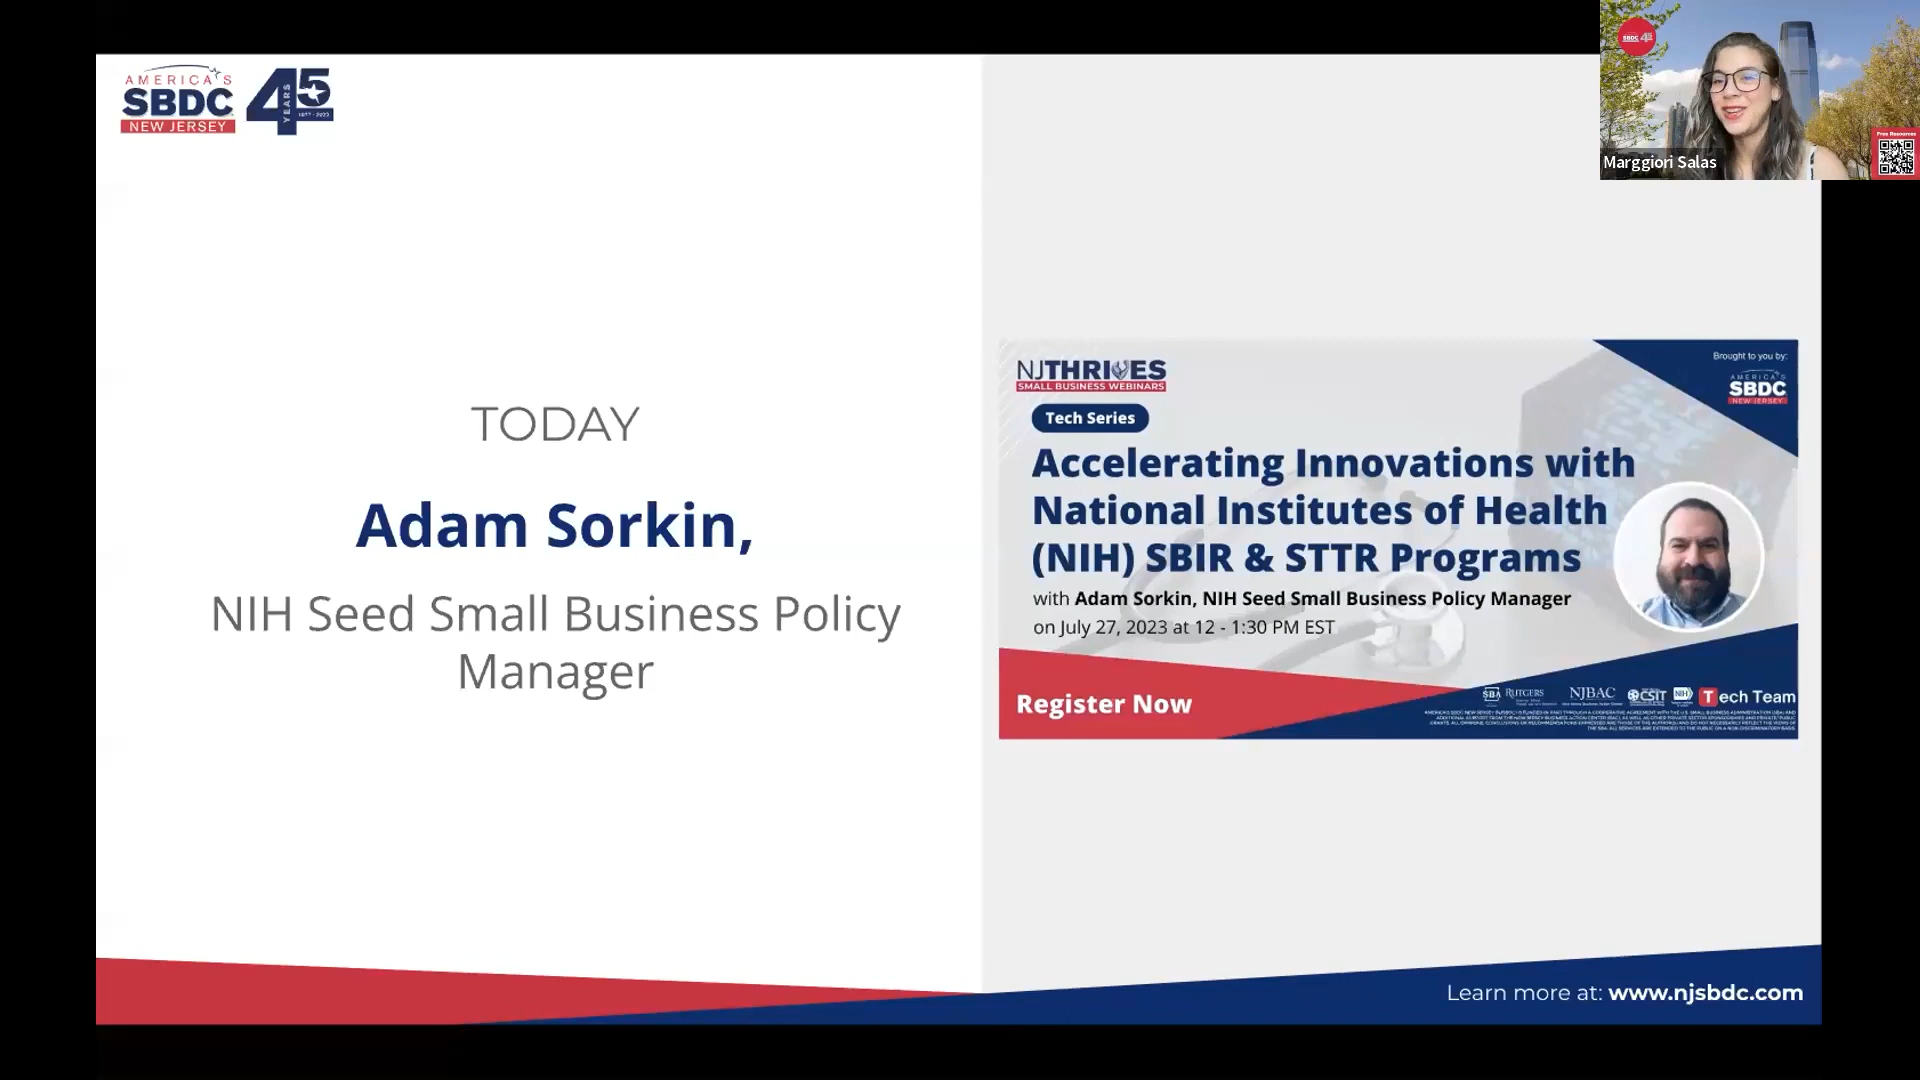 AMERICA'S
SBDC
NEW JERSEY
45
YEARS
1977 - 2023
TODAY
Adam Sorkin,
NIH Seed Small Business Policy
Manager
NJTHRIVES
SMALL BUSINESS WEBINARS
Tech Series
Accelerating Innovations with
National Institutes of Health
(NIH) SBIR & STTR Programs
with Adam Sorkin, NIH Seed Small Business Policy Manager
on July 27, 2023 at 12 - 1:30 PM EST
Register Now
Brought to you by:
AMERICA'S
SBDC
NEW JERSEY
SBA
RUTGERS
NJBAC
CSIT
NIH
Tech Team
Learn more at: www.njsbdc.com
SBDC 45
Marggiori Salas
Free Resources